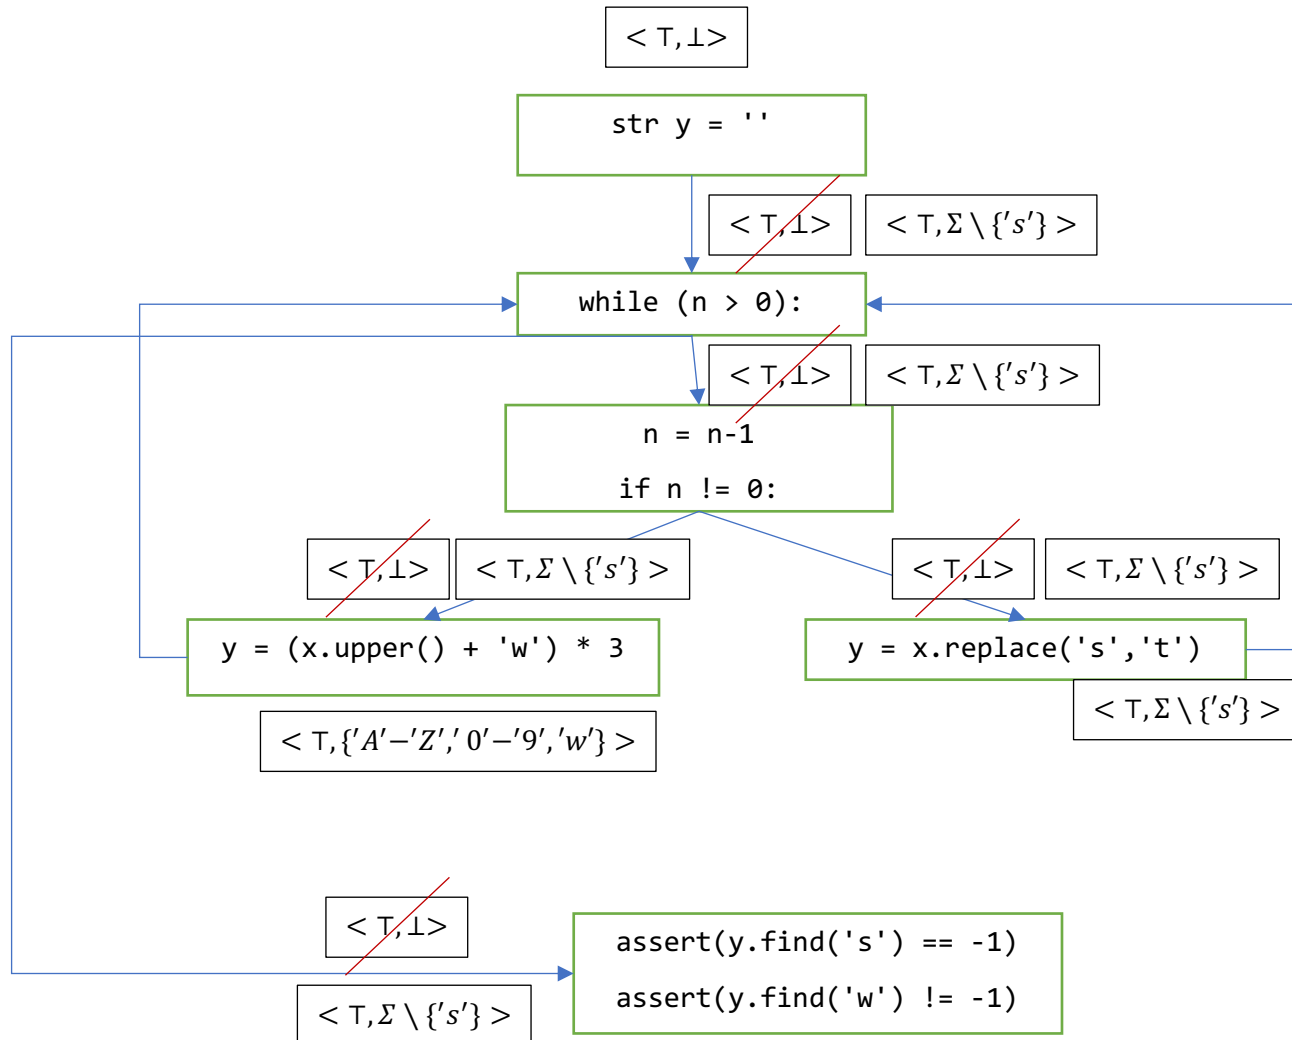 < ⊤, ⊥>
str y = ''
< ⊤, ⊥> < ⊤, Σ \ {'s'} >
while (n > 0):
< ⊤, ⊥> < ⊤, Σ \ {'s'} >
n = n-1
if n != 0:
< ⊤, ⊥> < ⊤, Σ \ {'s'} > < ⊤, ⊥> < ⊤, Σ \ {'s'} >
y = (x.upper() + 'w') * 3 y = x.replace('s','t')
< ⊤, Σ \ {'s'} >
< ⊤, {'A'−'Z',' 0'−'9', 'w'} >
< ⊤, ⊥>
assert(y.find('s') == -1)
assert(y.find('w') != -1)
< ⊤, Σ \ {'s'} >